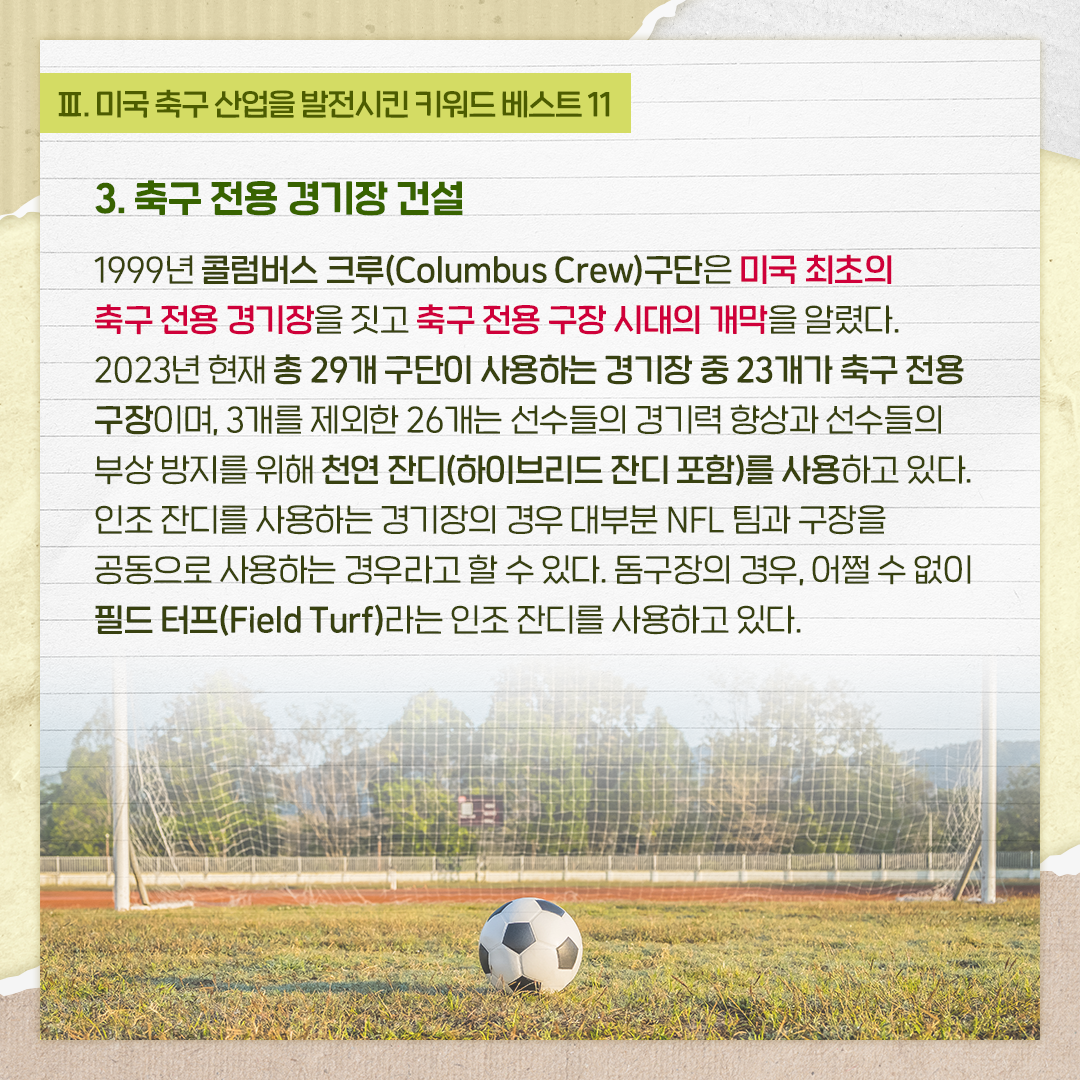 Ⅲ. 미국 축구 산업을 발전시킨 키워드 베스트 11
3. 축구 전용 경기장 건설
1999년 콜럼버스 크루(Columbus Crew)구단은 미국 최초의
축구 전용 경기장을 짓고 축구 전용 구장 시대의 개막을 알렸다.
2023년 현재 총 29개 구단이 사용하는 경기장 중 23개가 축구 전용
구장이며, 3개를 제외한 26개는 선수들의 경기력 향상과 선수들의
부상 방지를 위해 천연 잔디(하이브리드 잔디 포함)를 사용하고 있다.
인조 잔디를 사용하는 경기장의 경우 대부분 NFL 팀과 구장을
공동으로 사용하는 경우라고 할 수 있다. 돔구장의 경우, 어쩔 수 없이
필드 터프(Field Turf)라는 인조 잔디를 사용하고 있다.